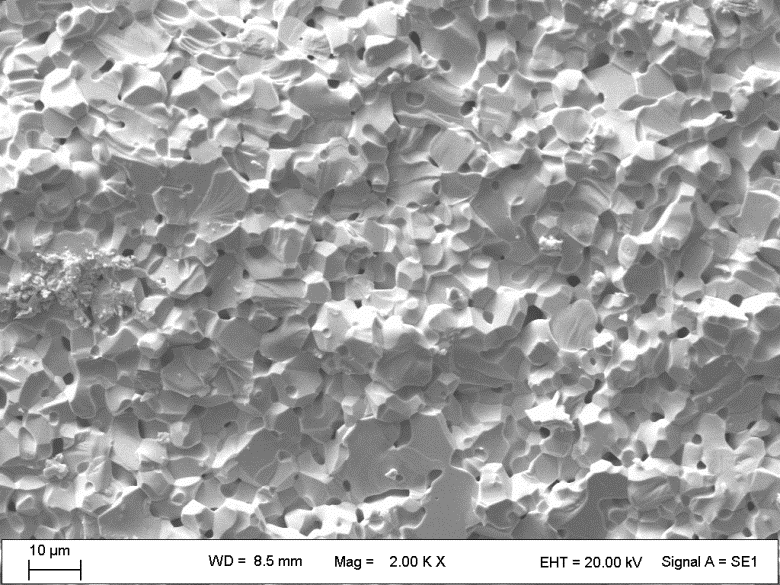 10 µm
WD = 8.5 mm Mag = 2.00 K X EHT = 20.00 kV Signal A = SE1